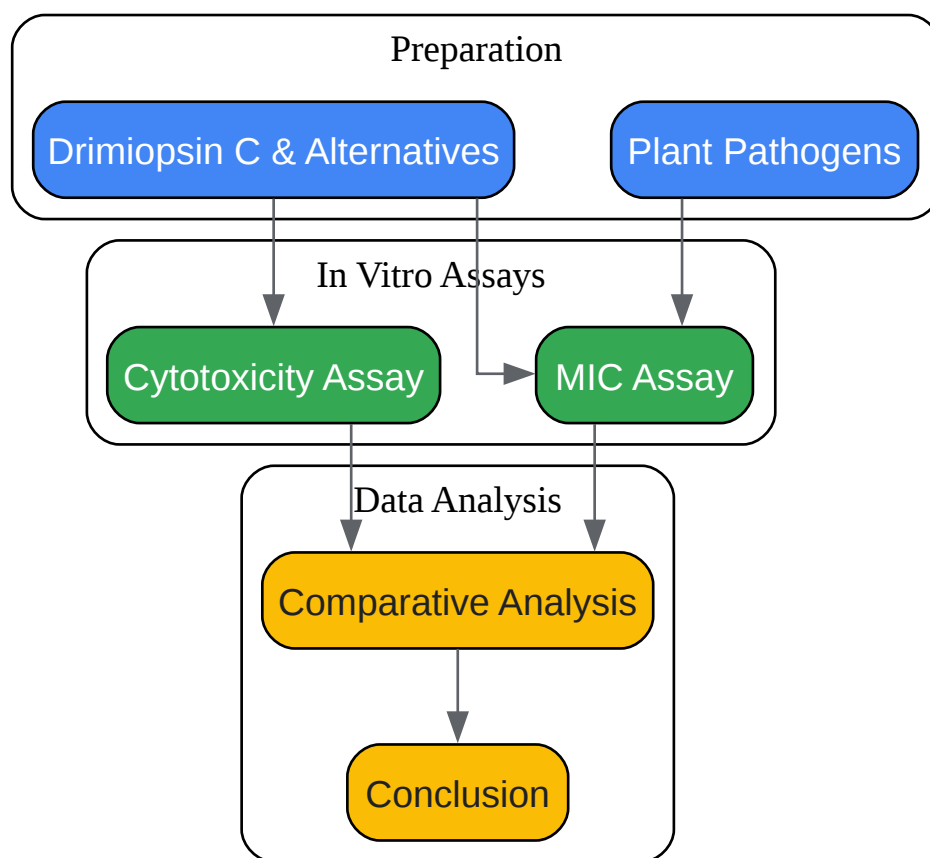 Preparation
Drimiopsin C & Alternatives
Plant Pathogens
In Vitro Assays
Cytotoxicity Assay
MIC Assay
Data Analysis
Comparative Analysis
Conclusion